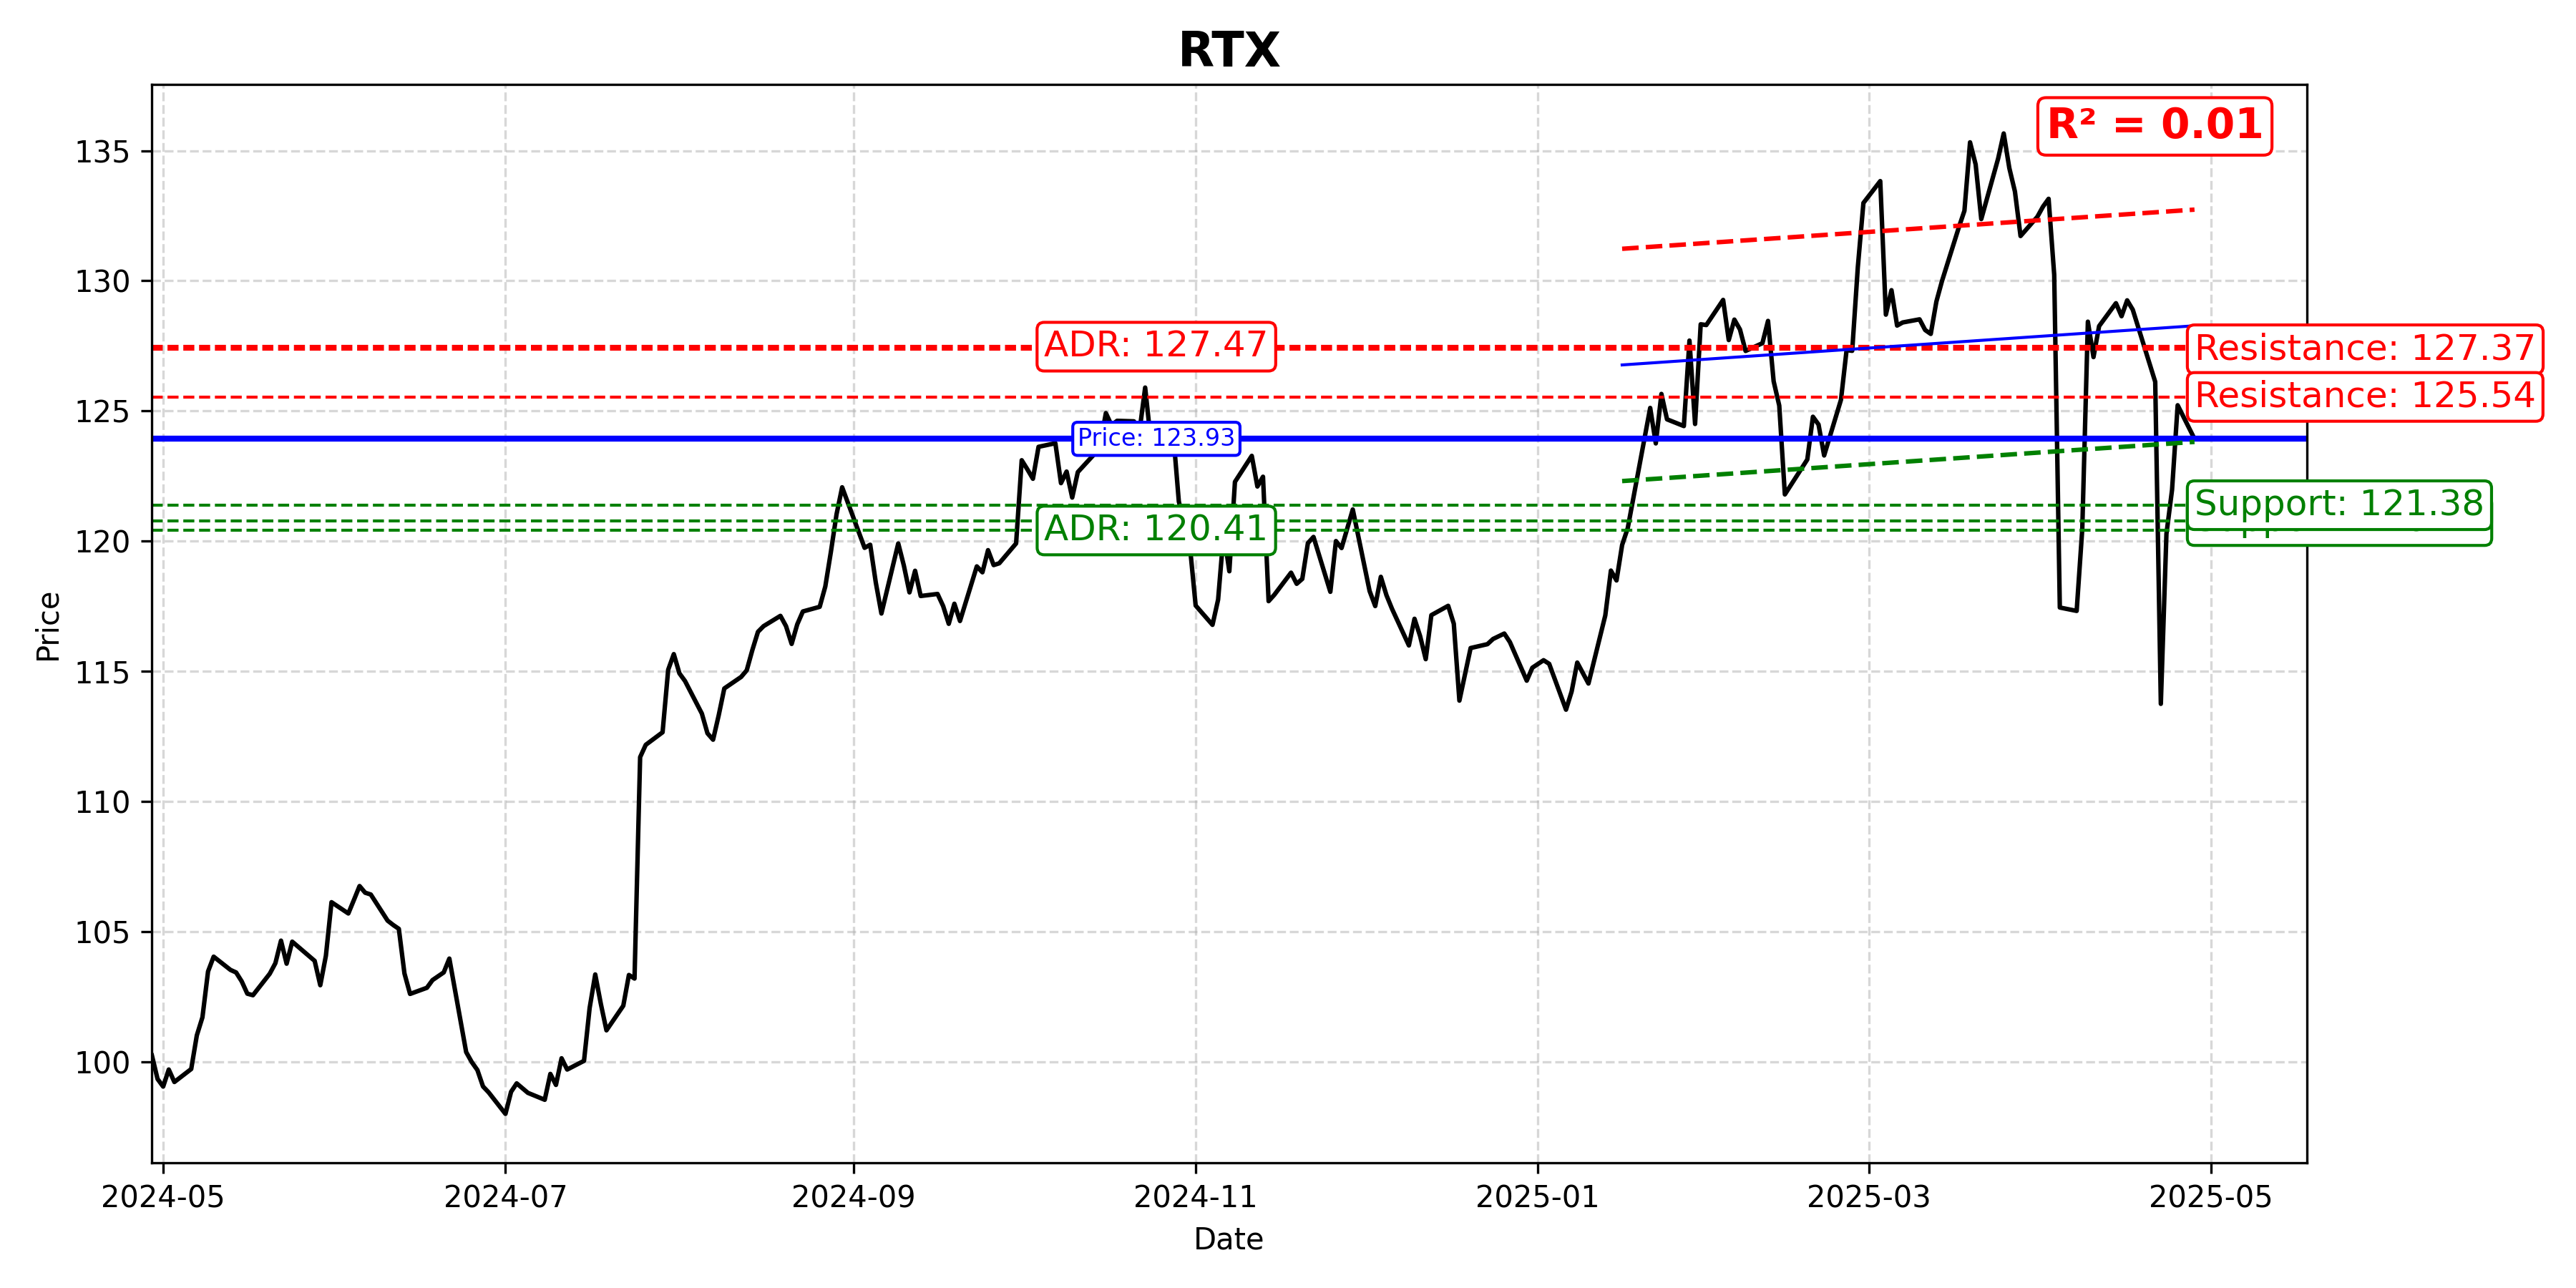 RTX
R² = 0.01
135
130
125
120
115
110
105
100
Price
ADR: 127.47
Resistance: 127.37
Resistance: 125.54
Price: 123.93
Support: 121.38
ADR: 120.41
2024-05
2024-07
2024-09
2024-11
2025-01
2025-03
2025-05
Date